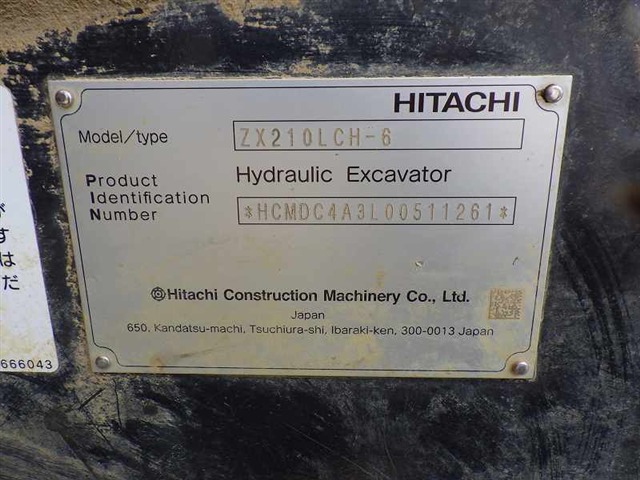 HITACHI
Model/type ZX210LCH-6
Product Hydraulic Excavator
Identification
Number *HCMDC4A3L00511261*
Hitachi Construction Machinery Co., Ltd.
Japan
650, Kandatsu-machi, Tsuchiura-shi, Ibaraki-ken, 300-0013 Japan
が
す
は
だ
666043